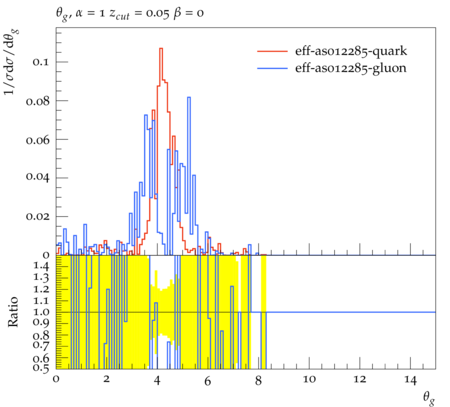 θg, α = 1 zcut = 0.05 β = 0
1/σdσ/dθg
eff-as012285-quark
eff-as012285-gluon
0.1
0.08
0.06
0.04
0.02
0
Ratio
1.4
1.3
1.2
1.1
1.0
0.9
0.8
0.7
0.6
0.5
0 2 4 6 8 10 12 14
θg